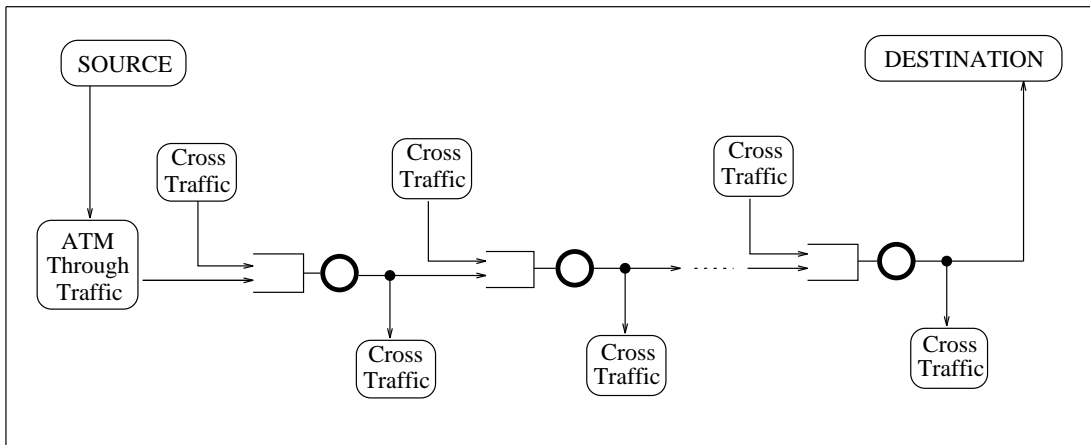 SOURCE
DESTINATION
Cross
Traffic
Cross
Traffic
Cross
Traffic
ATM
Through
Traffic
Cross
Traffic
Cross
Traffic
Cross
Traffic